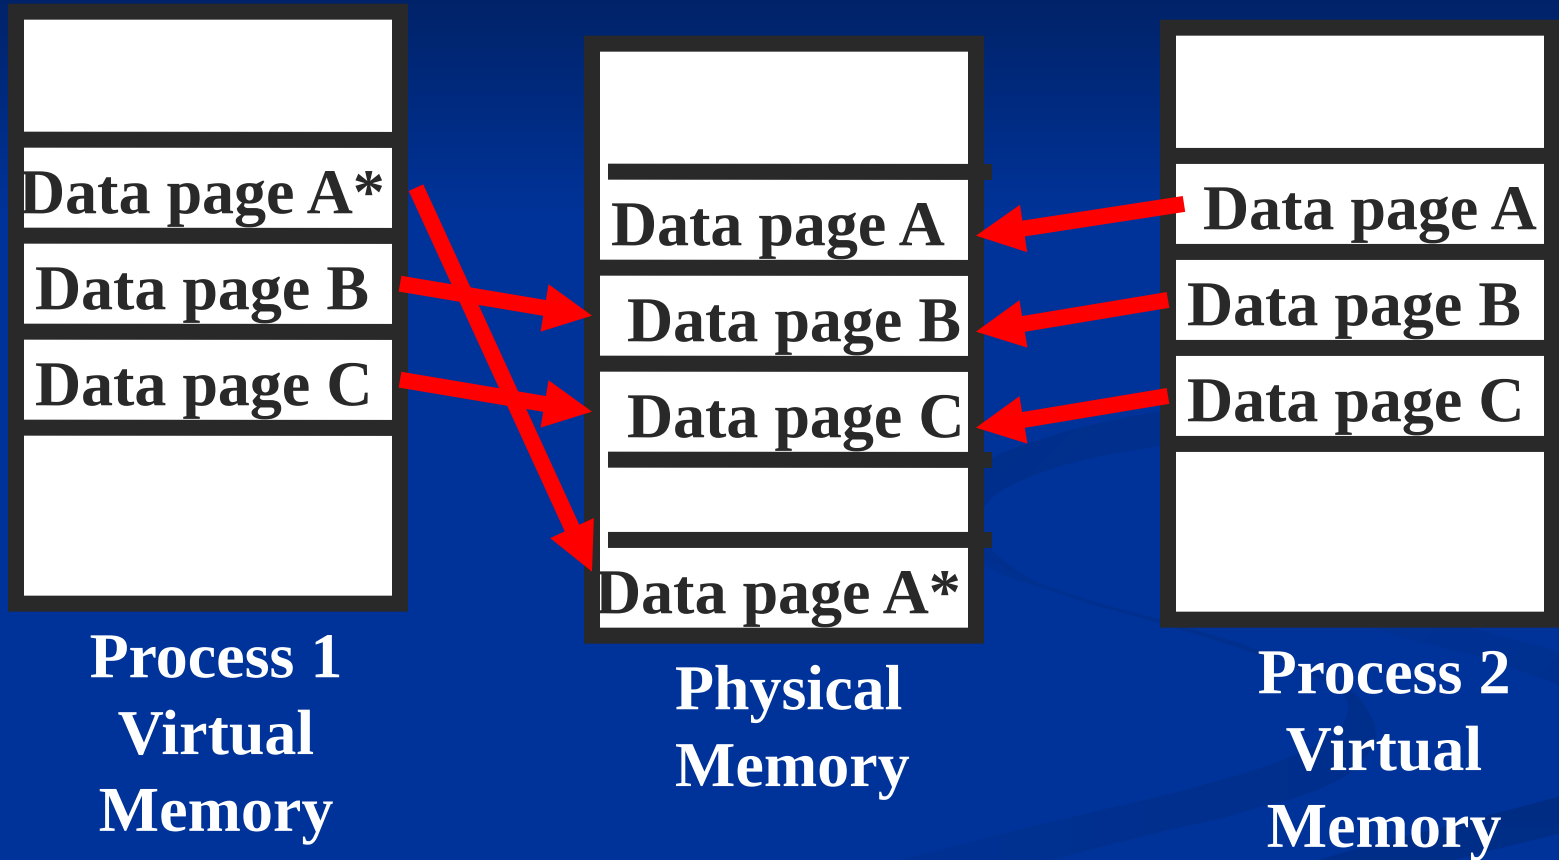 Data page A*
Data page B
Data page C
Process 1
Virtual
Memory
Data page A
Data page B
Data page C
Data page A*
Physical
Memory
Data page A
Data page B
Data page C
Process 2
Virtual
Memory